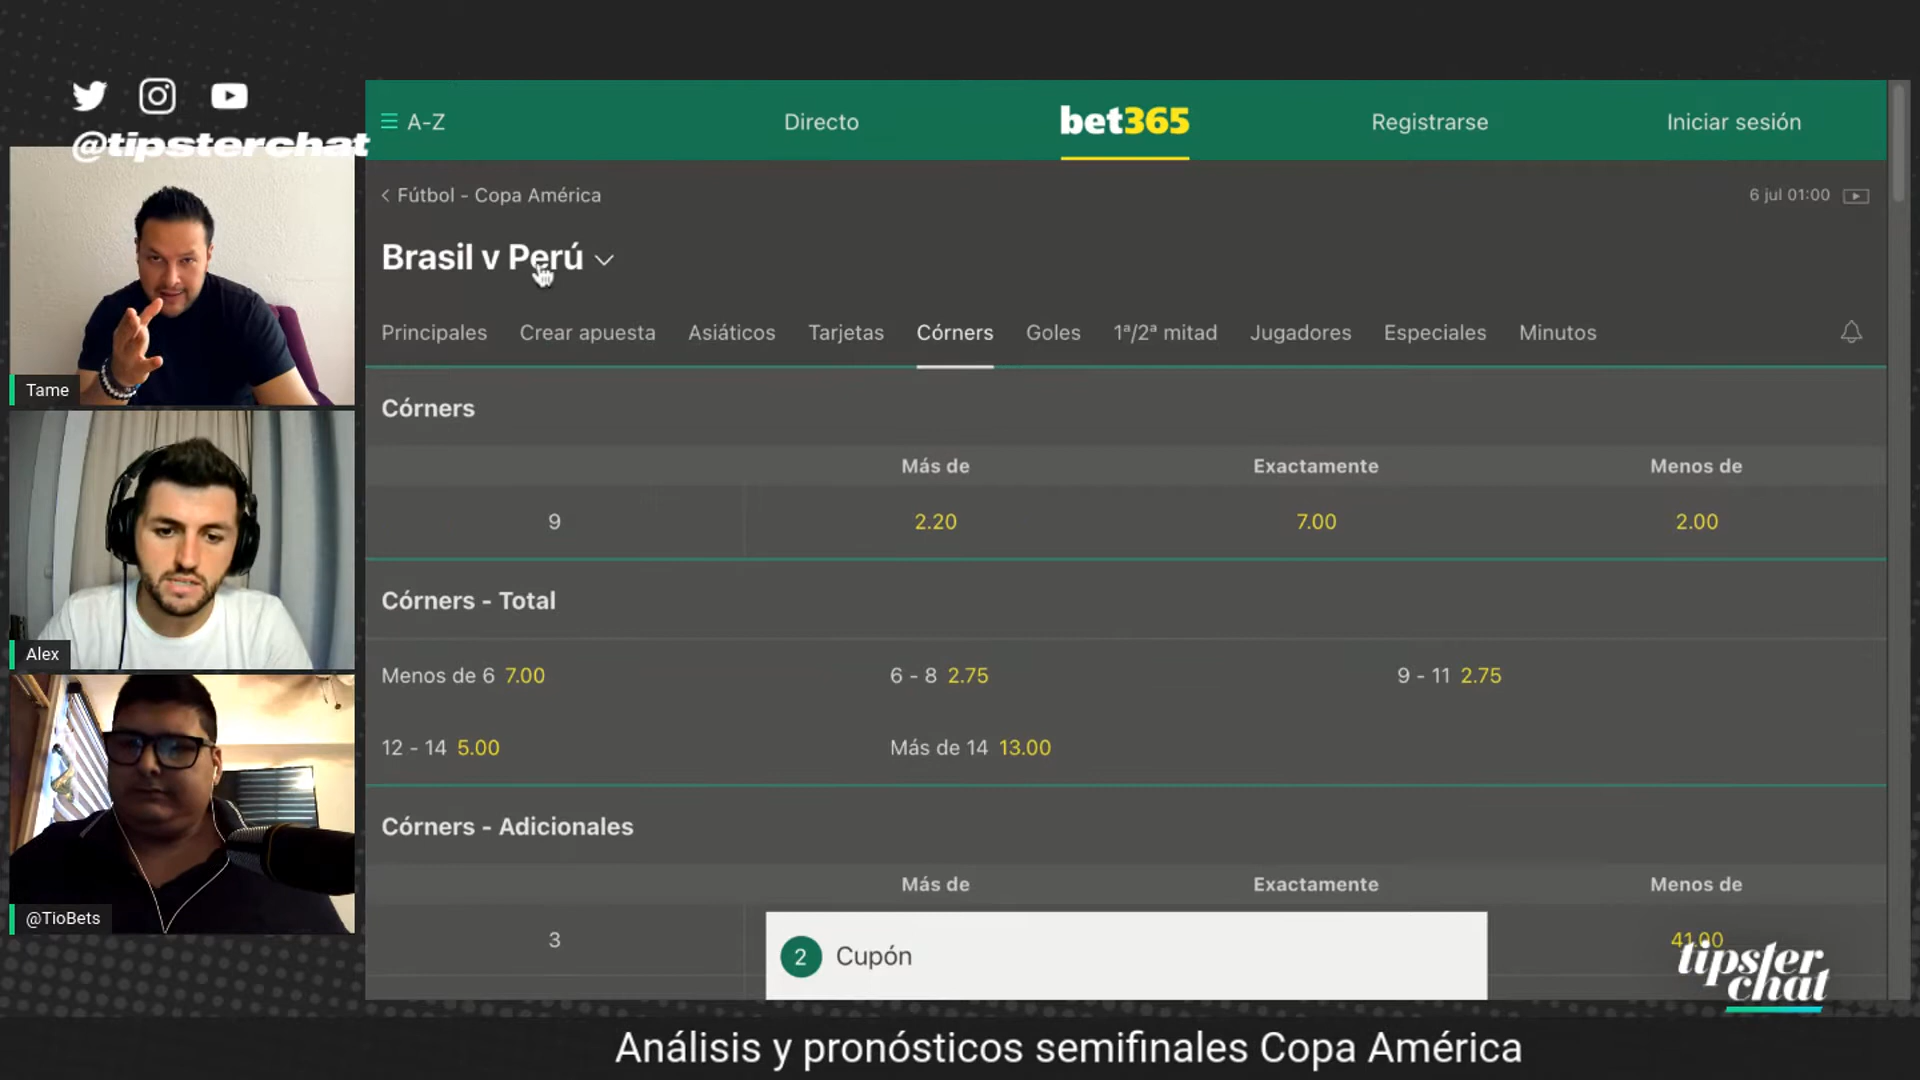 @tipsterchat
A-Z
Directo
bet365
Registrarse
Iniciar sesión
Fútbol - Copa América
6 jul 01:00
Brasil v Perú
Principales
Crear apuesta
Asiáticos
Tarjetas
Córners
Goles
1ª/2ª mitad
Jugadores
Especiales
Minutos
Córners
Más de
Exactamente
Menos de
9
2.20
7.00
2.00
Córners - Total
Menos de 6 7.00
6 - 8 2.75
9 - 11 2.75
12 - 14 5.00
Más de 14 13.00
Córners - Adicionales
Más de
Exactamente
Menos de
3
41.00
2 Cupón
Tame
Alex
@TioBets
tipster
chat
Análisis y pronósticos semifinales Copa América